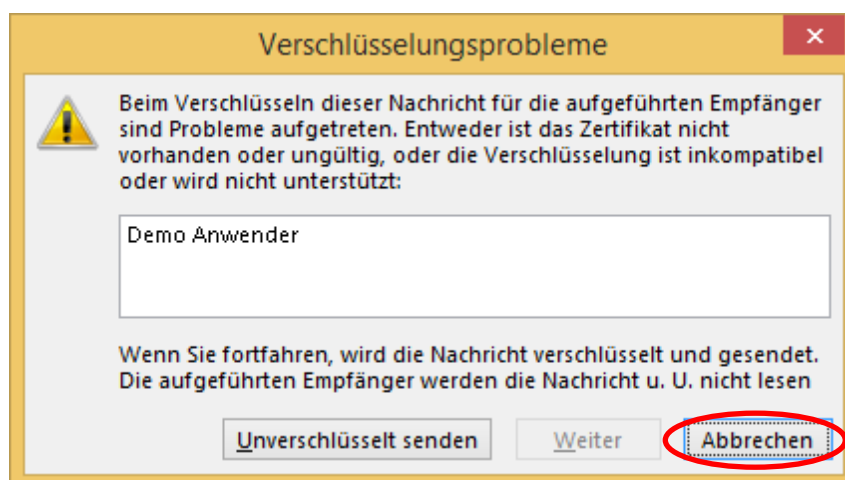 Verschlüsselungsprobleme
Beim Verschlüsseln dieser Nachricht für die aufgeführten Empfänger
sind Probleme aufgetreten. Entweder ist das Zertifikat nicht
vorhanden oder ungültig, oder die Verschlüsselung ist inkompatibel
oder wird nicht unterstützt:
Demo Anwender
Wenn Sie fortfahren, wird die Nachricht verschlüsselt und gesendet.
Die aufgeführten Empfänger werden die Nachricht u. U. nicht lesen
Unverschlüsselt senden Weiter Abbrechen